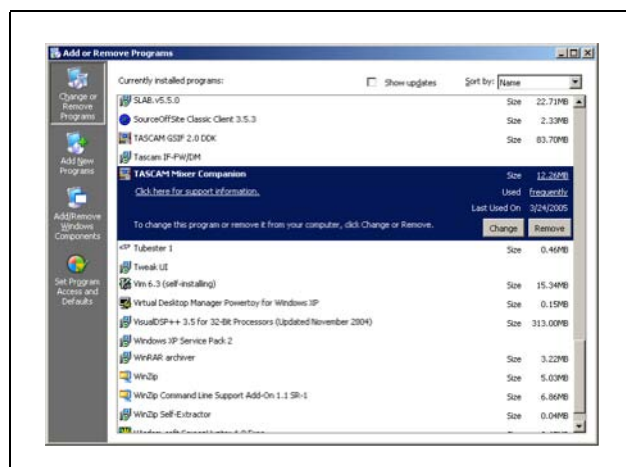 Add or Remove Programs
Change or
Remove
Programs
Add New
Programs
Add/Remove
Windows
Components
Set Program
Access and
Defaults
Currently installed programs:
Show updates
Sort by: Name
SLAB.v5.5.0 Size 22.71MB
SourceOffSite Classic Client 3.5.3 Size 2.33MB
TASCAM GSIF 2.0 DDK Size 83.70MB
Tascam IF-FW/DM
TASCAM Mixer Companion Size 12.26MB
Click here for support information. Used frequently
Last Used On 3/24/2005
To change this program or remove it from your computer, click Change or Remove. Change Remove
Tubester 1 Size 0.46MB
Tweak UI
Vim 6.3 (self-installing) Size 15.34MB
Virtual Desktop Manager Powertoy for Windows XP Size 0.15MB
VisualDSP++ 3.5 for 32-Bit Processors (Updated November 2004) Size 313.00MB
Windows XP Service Pack 2
WinRAR archiver Size 3.22MB
WinZip Size 5.03MB
WinZip Command Line Support Add-On 1.1 SR-1 Size 6.86MB
WinZip Self-Extractor Size 0.04MB